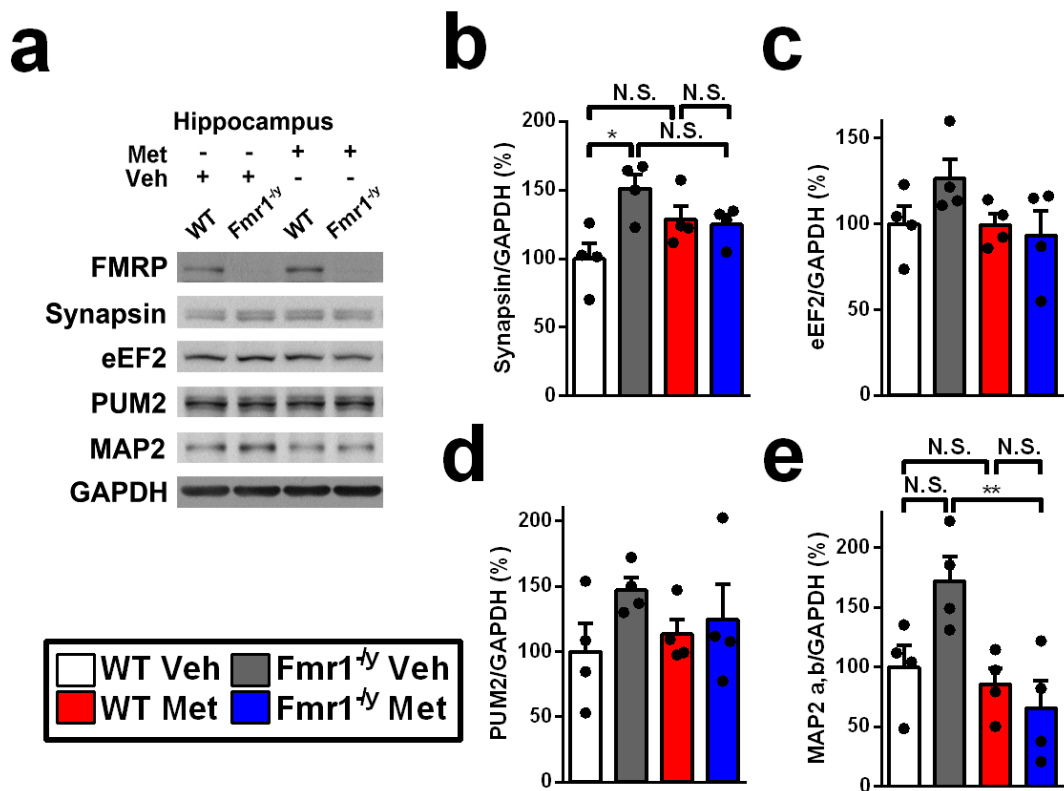 a
Hippocampus
Met - - + +
Veh + + - -
WT Fmr1-/y WT Fmr1-/y
FMRP
Synapsin
eEF2
PUM2
MAP2
GAPDH
b
N.S. N.S.
* N.S.
Synapsin/GAPDH (%)
200
150
100
50
0
c
eEF2/GAPDH (%)
150
100
50
0
d
PUM2/GAPDH (%)
200
150
100
50
0
e
N.S. N.S.
N.S. **
MAP2 a,b/GAPDH (%)
200
150
100
50
0
WT Veh Fmr1-/y Veh
WT Met Fmr1-/y Met